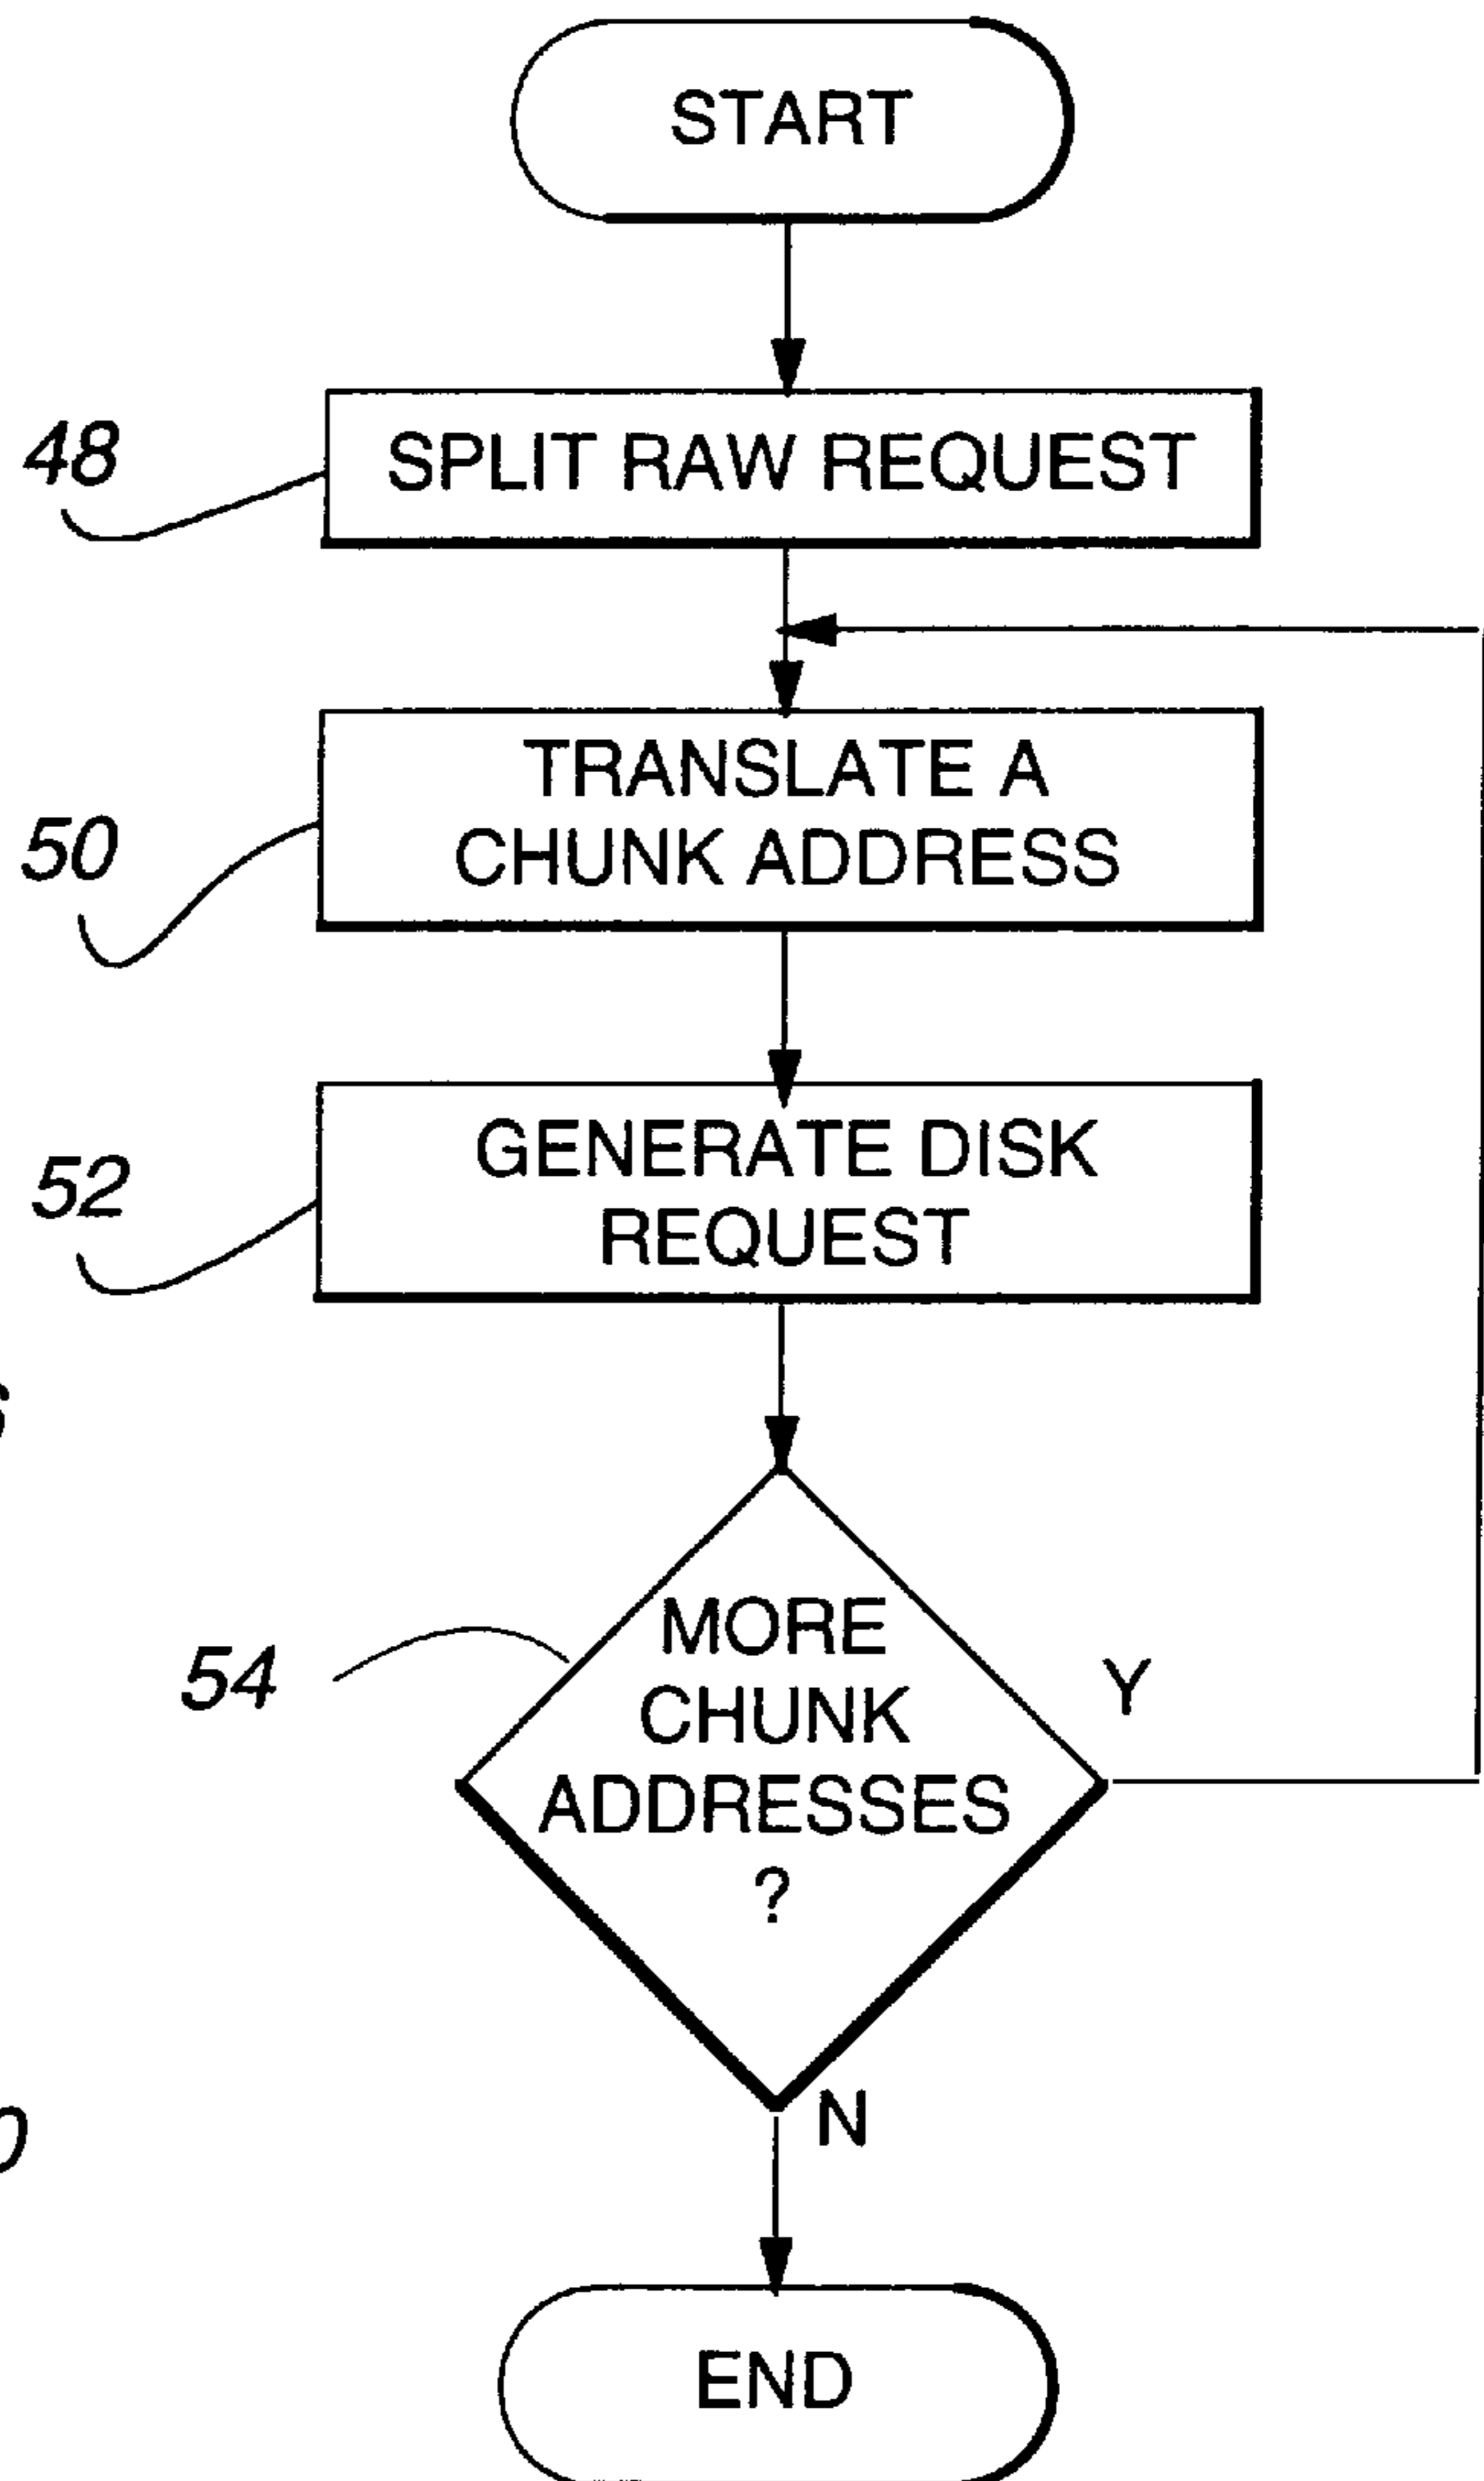 START
48
SPLIT RAW REQUEST
50
TRANSLATE A
CHUNK ADDRESS
52
GENERATE DISK
REQUEST
54
MORE
CHUNK
ADDRESSES
?
Y
N
END